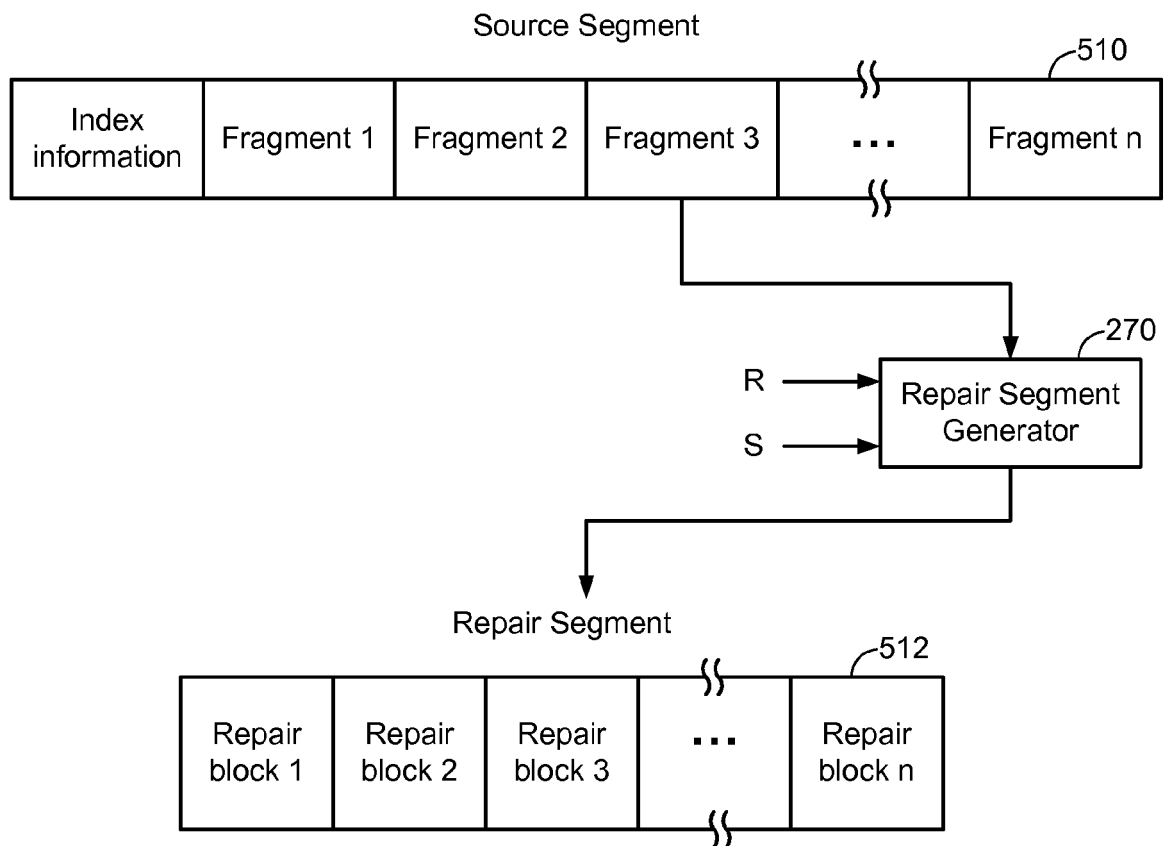 Source Segment
510
Index
information
Fragment 1
Fragment 2
Fragment 3
...
Fragment n
270
R
S
Repair Segment
Generator
Repair Segment
512
Repair
block 1
Repair
block 2
Repair
block 3
...
Repair
block n